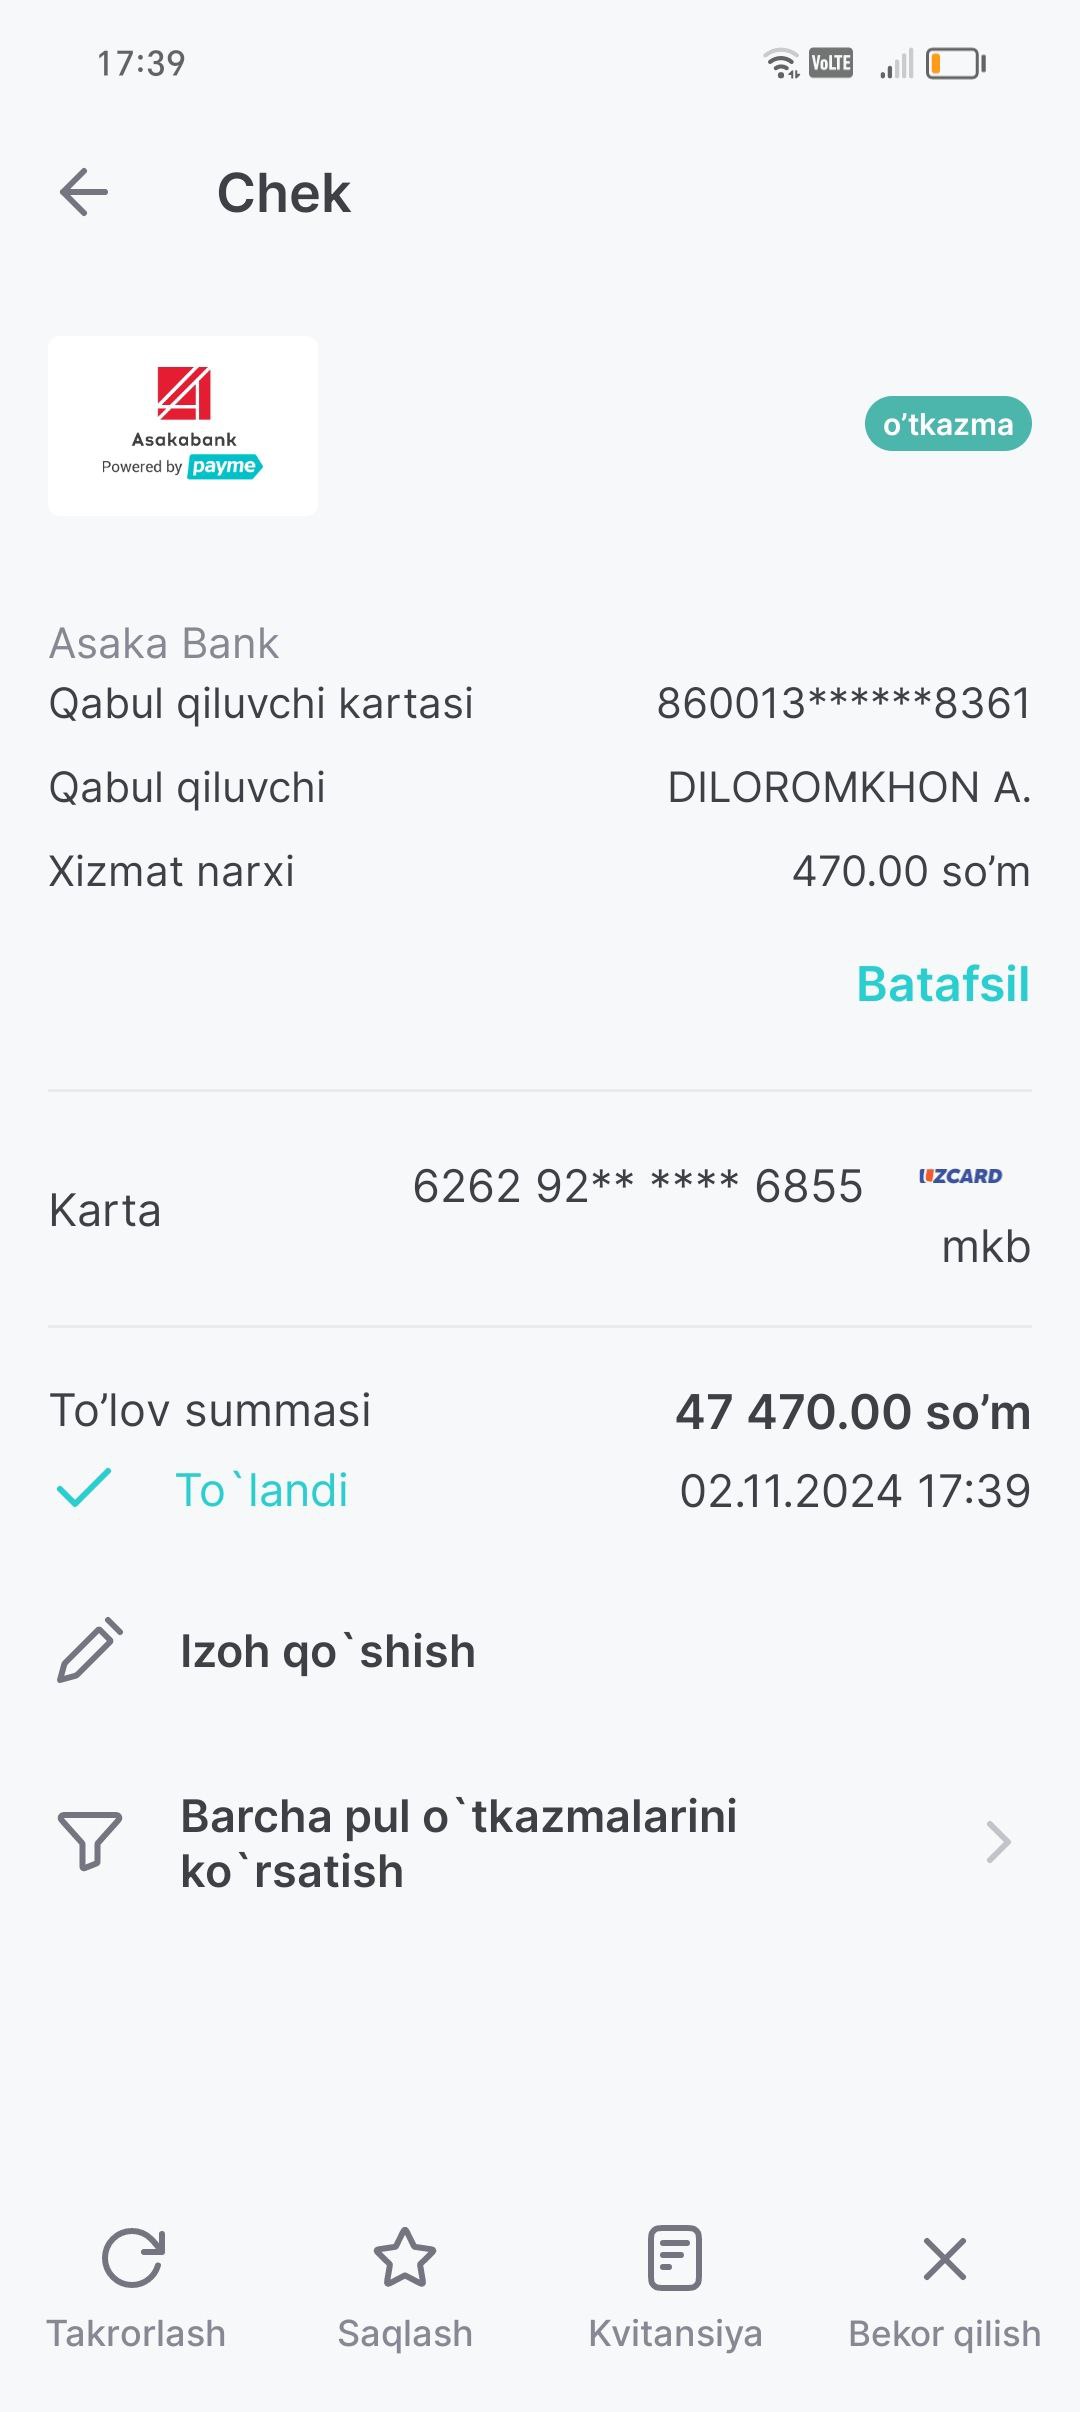 17:39
VoLTE
Chek
Asakabank
Powered by payme
o’tkazma
Asaka Bank
Qabul qiluvchi kartasi 860013******8361
Qabul qiluvchi DILOROMKHON A.
Xizmat narxi 470.00 so’m
Batafsil
Karta 6262 92** **** 6855 UZCARD
mkb
To’lov summasi 47 470.00 so’m
To`landi 02.11.2024 17:39
Izoh qo`shish
Barcha pul o`tkazmalarini
ko`rsatish
Takrorlash Saqlash Kvitansiya Bekor qilish